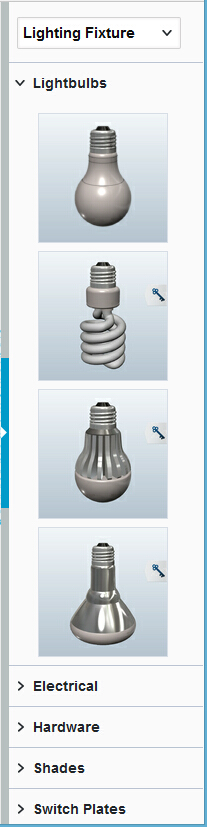 Lighting Fixture
Lightbulbs
Electrical
Hardware
Shades
Switch Plates